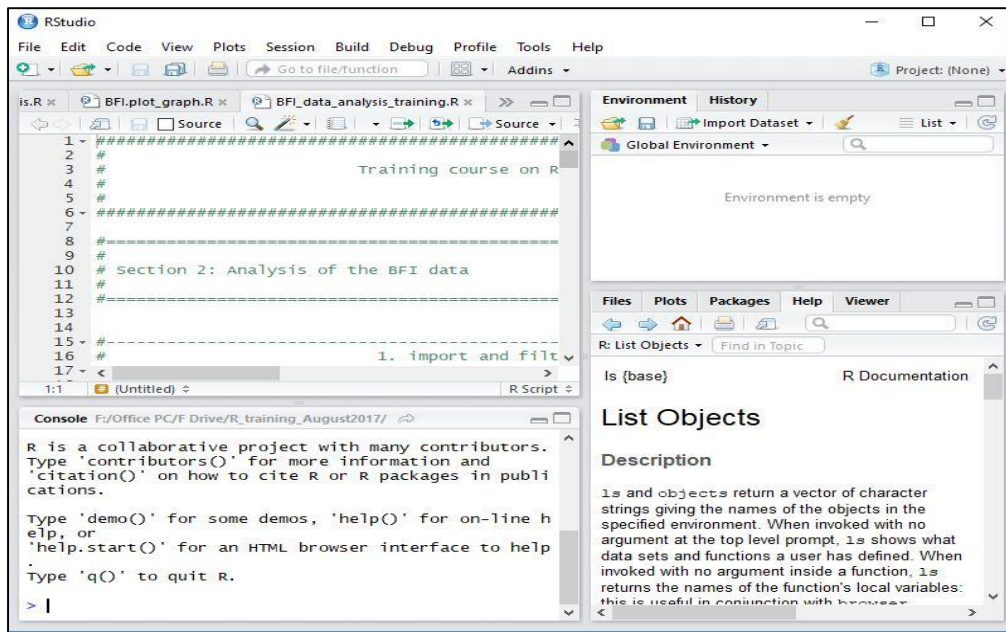 RStudio
File Edit Code View Plots Session Build Debug Profile Tools Help
Go to file/function Addins Project: (None)
is.R BFI.plot_graph.R BFI_data_analysis_training.R
Source Source
1 ##############################################
2 #
3 # Training course on R
4 #
5 #
6 ##############################################
7
8 #=============================================
9 #
10 # Section 2: Analysis of the BFI data
11 #
12 #=============================================
13
14
15 #---------------------------------------------
16 # 1. import and filt
17
1:1 (Untitled) R Script
Console F:/Office PC/F Drive/R_training_August2017/
R is a collaborative project with many contributors.
Type 'contributors()' for more information and
'citation()' on how to cite R or R packages in publi
cations.
Type 'demo()' for some demos, 'help()' for on-line h
elp, or
'help.start()' for an HTML browser interface to help
.
Type 'q()' to quit R.
>
Environment History
Import Dataset List
Global Environment
Environment is empty
Files Plots Packages Help Viewer
R: List Objects Find in Topic
ls {base} R Documentation
List Objects
Description
ls and objects return a vector of character
strings giving the names of the objects in the
specified environment. When invoked with no
argument at the top level prompt, ls shows what
data sets and functions a user has defined. When
invoked with no argument inside a function, ls
returns the names of the function's local variables:
this is useful in conjunction with browser